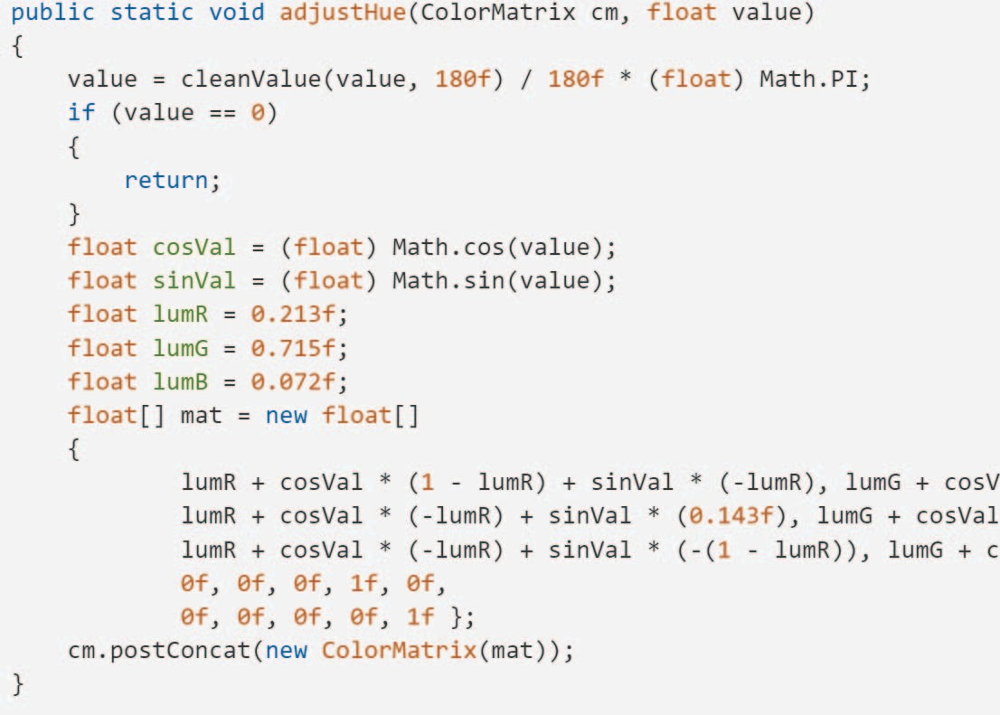 public static void adjustHue(ColorMatrix cm, float value)
{
    value = cleanValue(value, 180f) / 180f * (float) Math.PI;
    if (value == 0)
    {
        return;
    }
    float cosVal = (float) Math.cos(value);
    float sinVal = (float) Math.sin(value);
    float lumR = 0.213f;
    float lumG = 0.715f;
    float lumB = 0.072f;
    float[] mat = new float[]
    {
            lumR + cosVal * (1 - lumR) + sinVal * (-lumR), lumG + cosV
            lumR + cosVal * (-lumR) + sinVal * (0.143f), lumG + cosVal
            lumR + cosVal * (-lumR) + sinVal * (-(1 - lumR)), lumG + c
            0f, 0f, 0f, 1f, 0f,
            0f, 0f, 0f, 0f, 1f };
    cm.postConcat(new ColorMatrix(mat));
}